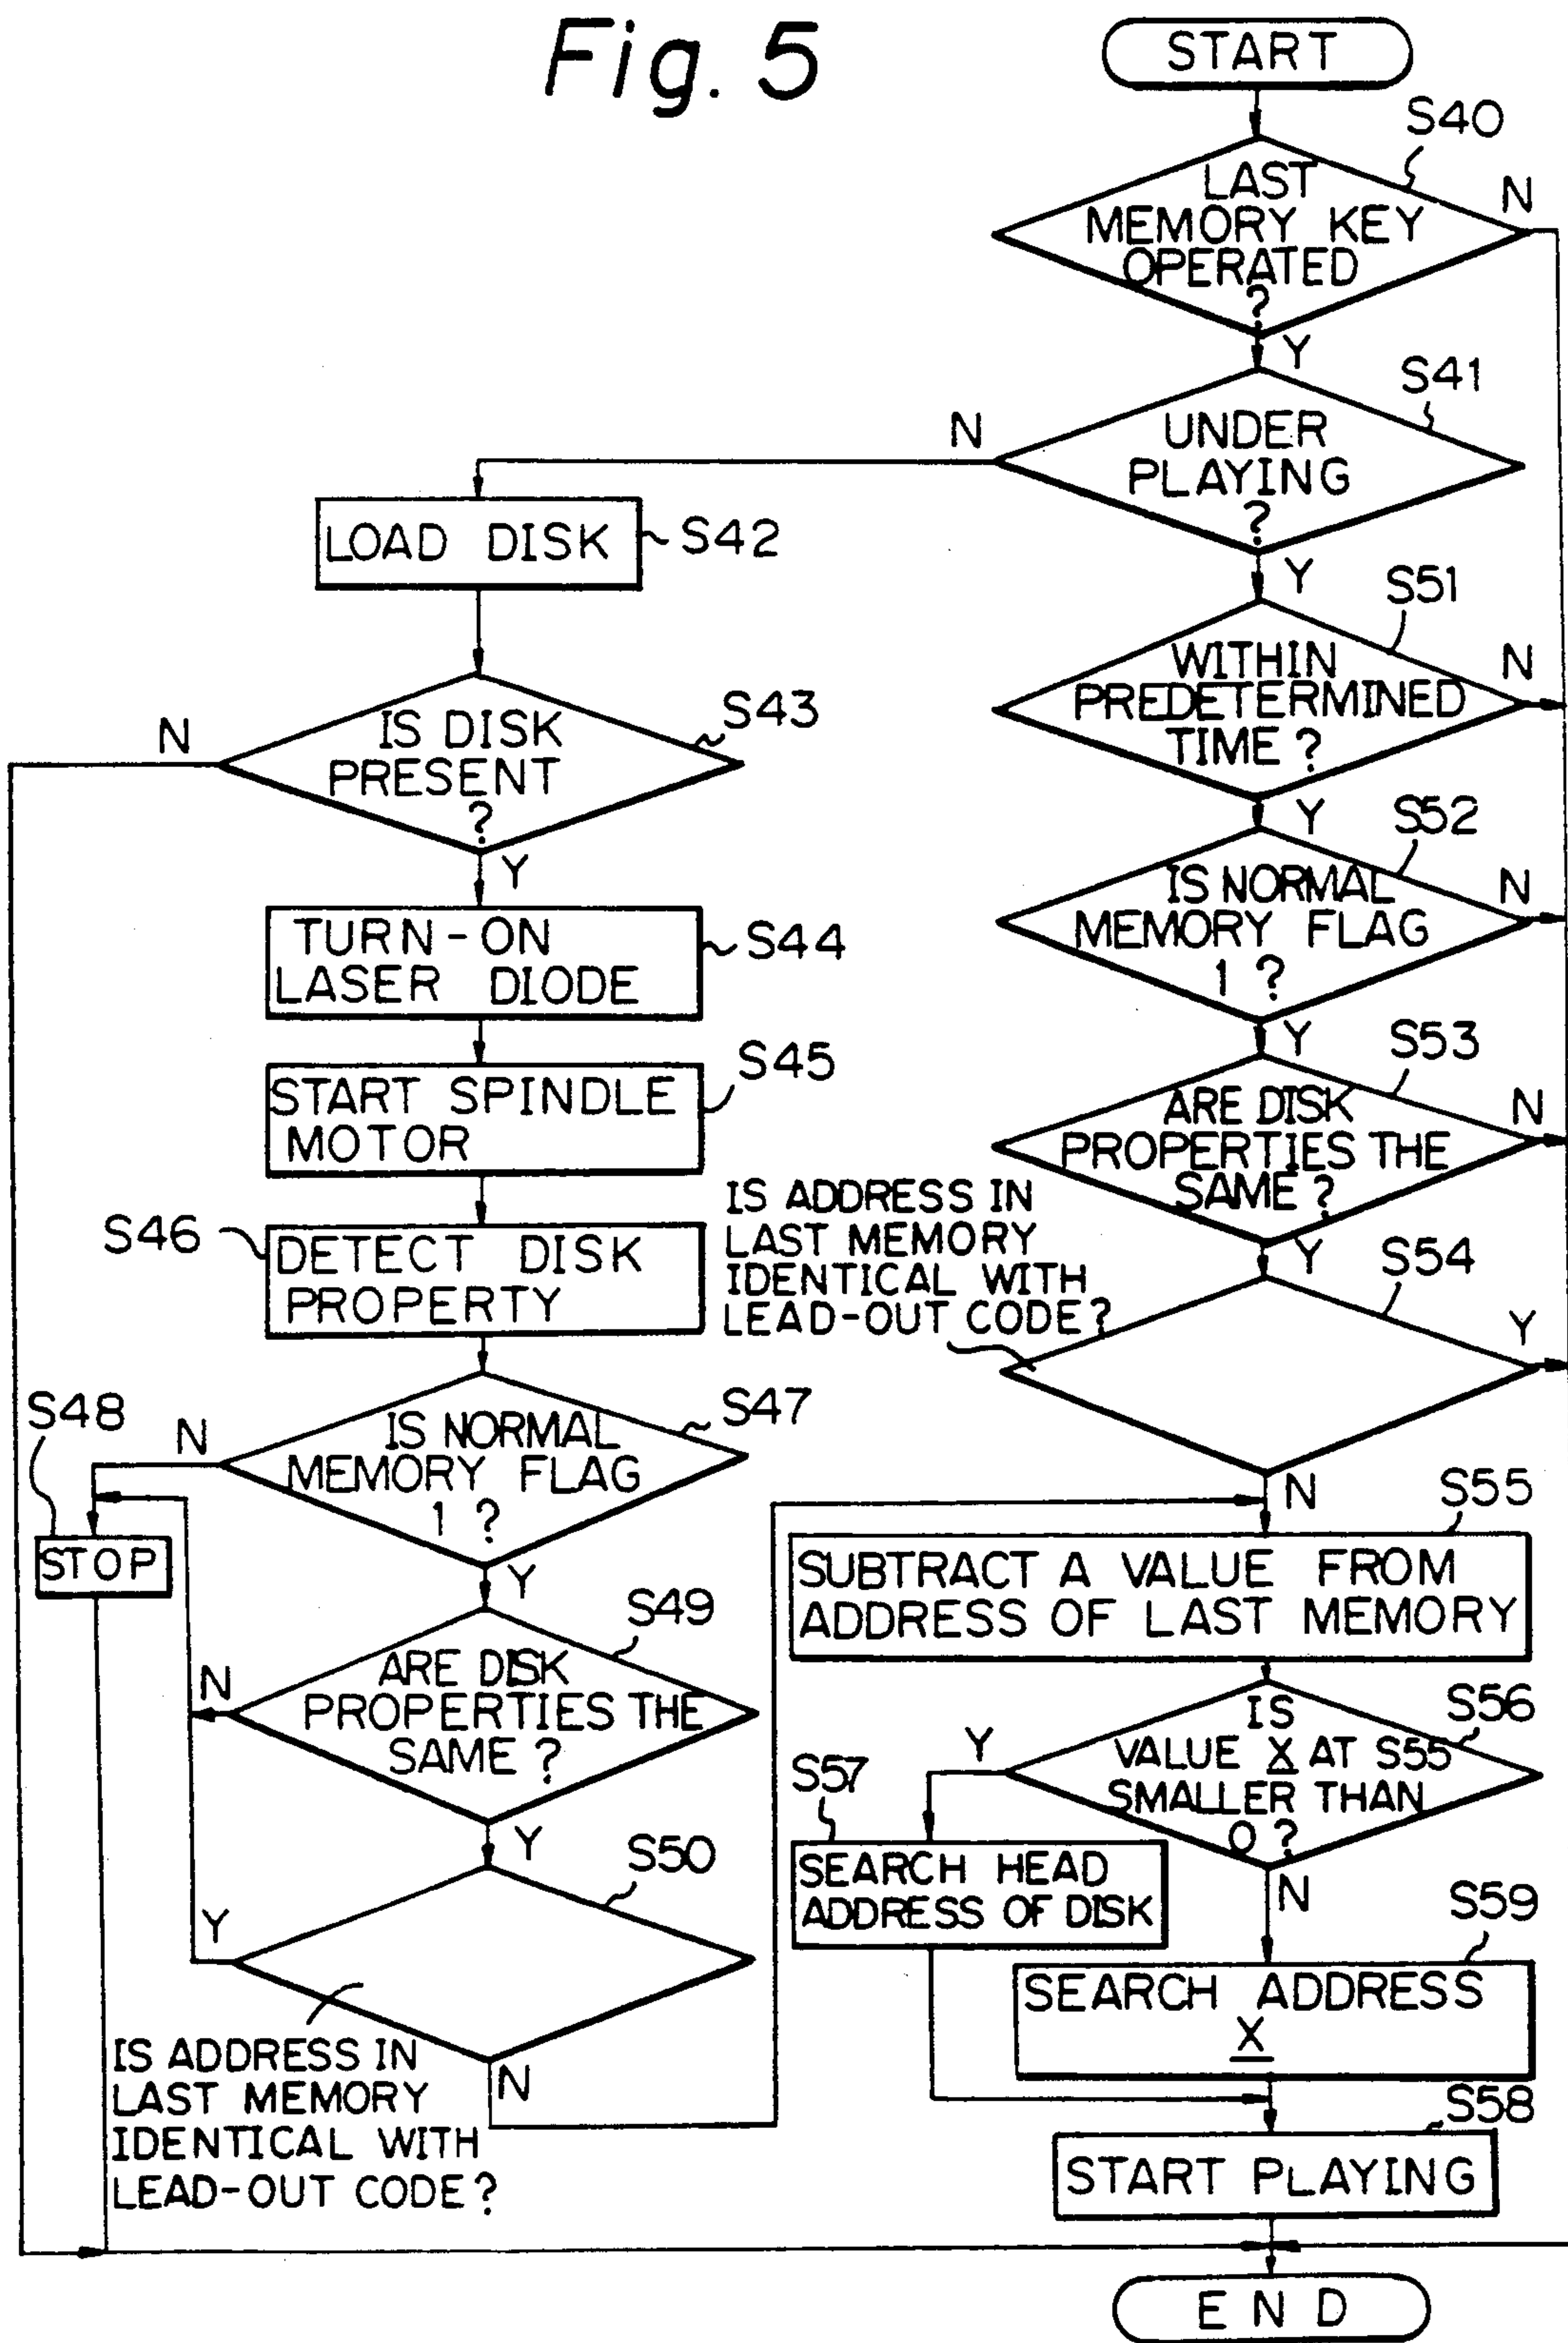 Fig. 5
START
S40
LAST
MEMORY KEY
OPERATED
?
N
Y
S41
UNDER
PLAYING
?
N
Y
LOAD DISK
S42
S51
WITHIN
PREDETERMINED
TIME ?
N
Y
S43
IS DISK
PRESENT
?
N
Y
S52
IS NORMAL
MEMORY FLAG
1 ?
N
Y
TURN-ON
LASER DIODE
S44
S53
ARE DISK
PROPERTIES THE
SAME ?
N
Y
START SPINDLE
MOTOR
S45
S46
DETECT DISK
PROPERTY
IS ADDRESS IN
LAST MEMORY
IDENTICAL WITH
LEAD-OUT CODE?
S54
Y
N
S47
IS NORMAL
MEMORY FLAG
1 ?
N
Y
S48
STOP
S55
SUBTRACT A VALUE FROM
ADDRESS OF LAST MEMORY
S49
ARE DISK
PROPERTIES THE
SAME ?
N
Y
S56
IS
VALUE X AT S55
SMALLER THAN
0 ?
Y
N
S57
SEARCH HEAD
ADDRESS OF DISK
S50
Y
N
IS ADDRESS IN
LAST MEMORY
IDENTICAL WITH
LEAD-OUT CODE?
S59
SEARCH ADDRESS
X
S58
START PLAYING
END